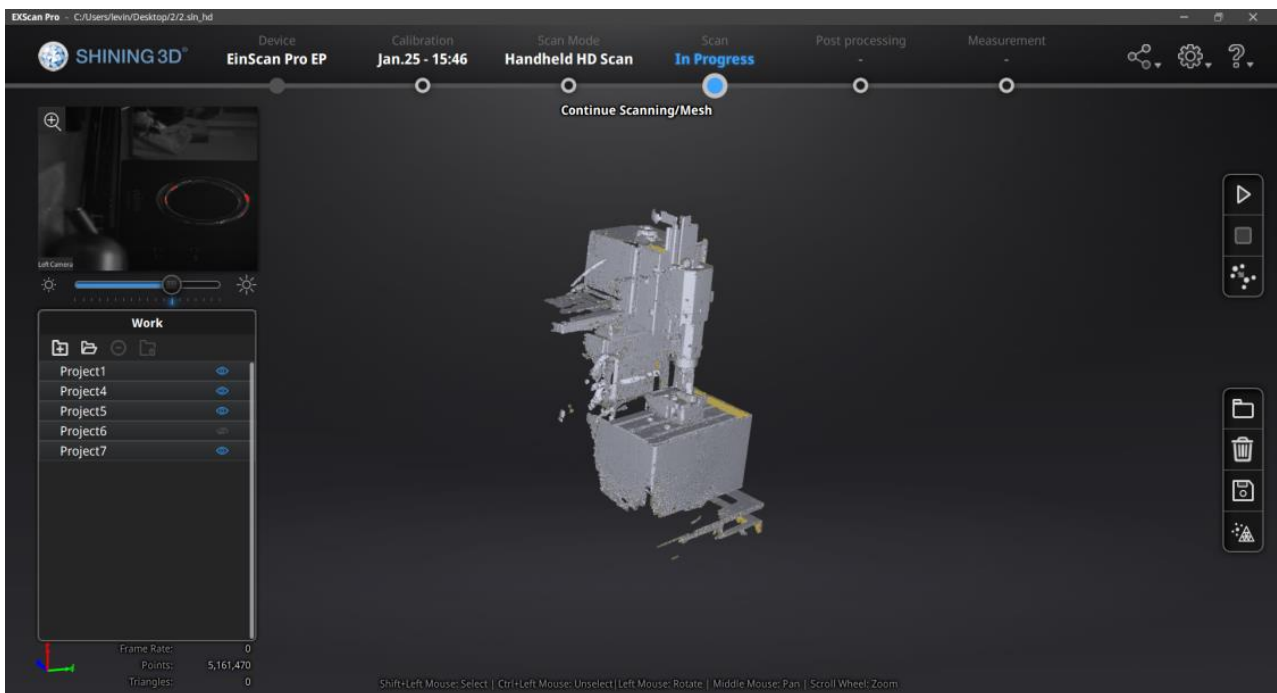 EXScan Pro - C:/Users/levin/Desktop/2/2.sln_hd
SHINING 3D®
Device
EinScan Pro EP
Calibration
Jan.25 - 15:46
Scan Mode
Handheld HD Scan
Scan
In Progress
Post processing
-
Measurement
-
Continue Scanning/Mesh
Left Camera
Work
Project1
Project4
Project5
Project6
Project7
Frame Rate: 0
Points: 5,161,470
Triangles: 0
Shift+Left Mouse: Select | Ctrl+Left Mouse: Unselect|Left Mouse: Rotate | Middle Mouse: Pan | Scroll Wheel: Zoom